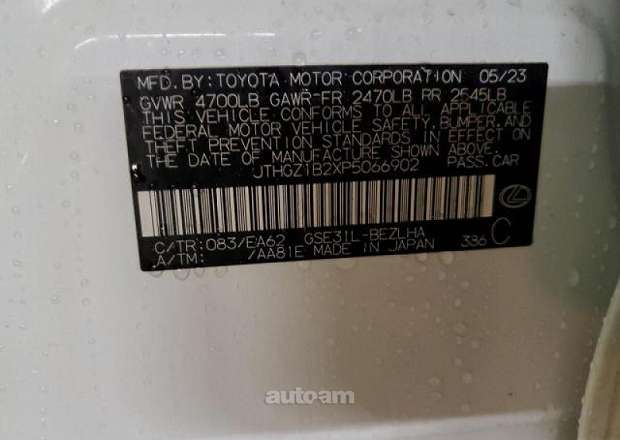 MFD. BY: TOYOTA MOTOR CORPORATION 05/23
GVWR 4700LB GAWR-FR 2470LB RR 2545LB
THIS VEHICLE CONFORMS TO ALL APPLICABLE
FEDERAL MOTOR VEHICLE SAFETY, BUMPER, AND
THEFT PREVENTION STANDARDS IN EFFECT ON
THE DATE OF MANUFACTURE SHOWN ABOVE.
JTHGZ1B2XP5066902 PASS. CAR
C/TR: 083/EA62 GSE31L-BEZLHA
A/TM: /AA81E MADE IN JAPAN 386 C
autoam